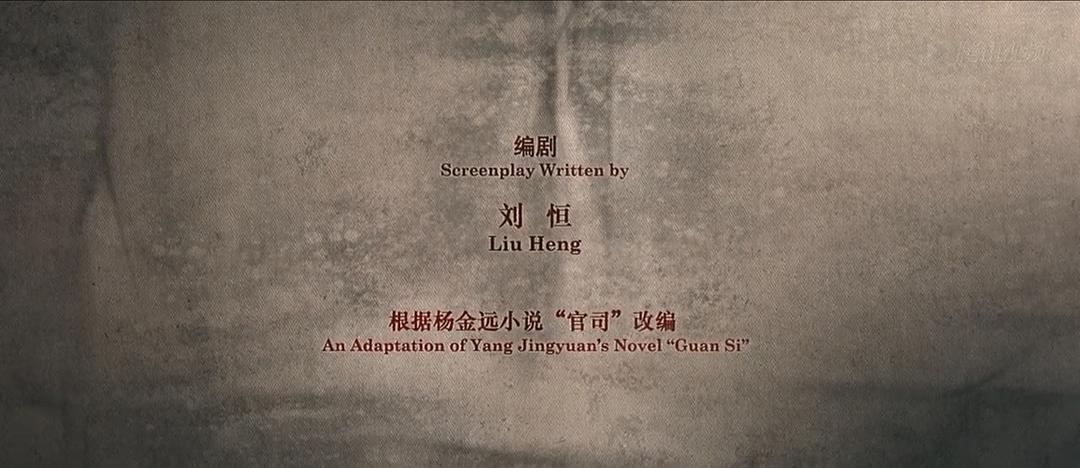 编剧
Screenplay Written by
刘 恒
Liu Heng
根据杨金远小说“官司”改编
An Adaptation of Yang Jingyuan's Novel “Guan Si”